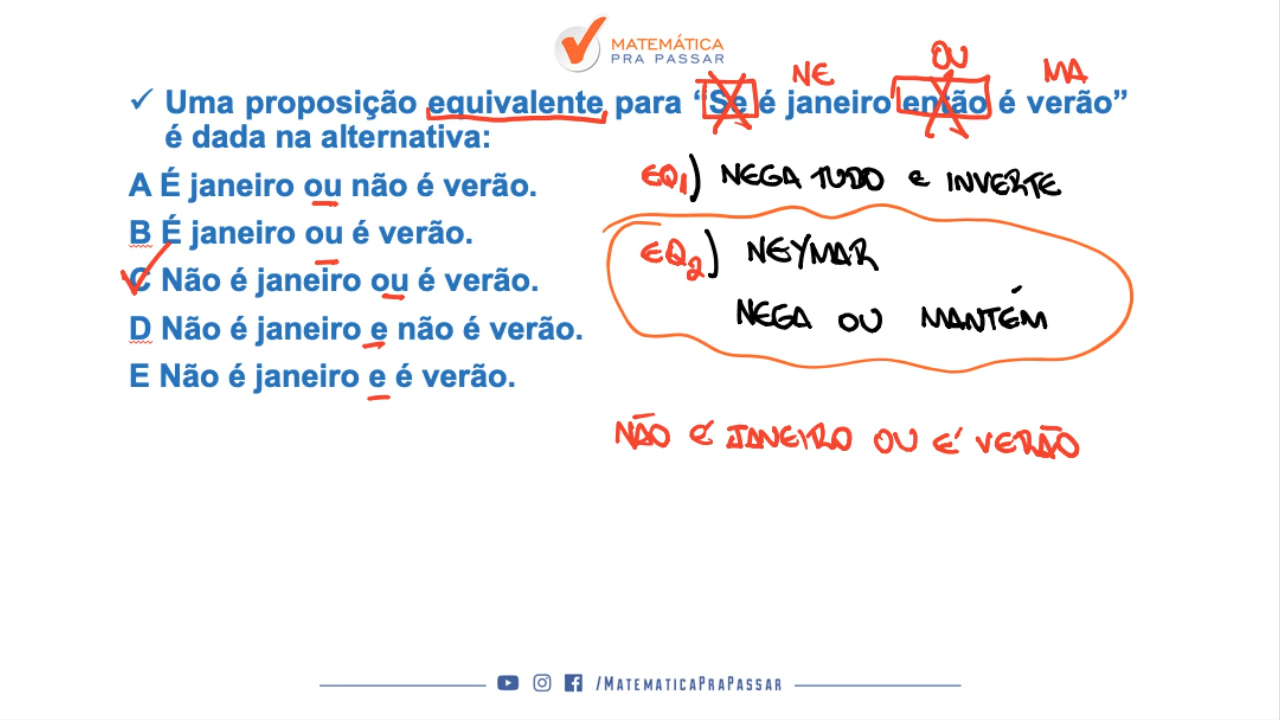 MATEMÁTICA
PRA PASSAR
NE OU MA
✓ Uma proposição equivalente para “Se é janeiro então é verão”
é dada na alternativa:
A É janeiro ou não é verão.
B É janeiro ou é verão.
C Não é janeiro ou é verão.
D Não é janeiro e não é verão.
E Não é janeiro e é verão.
EQ1) NEGA TUDO e INVERTE
EQ2) NEYMAR
NEGA OU MANTÉM
NÃO É JANEIRO OU É VERÃO
/MATEMATICAPRAPASSAR